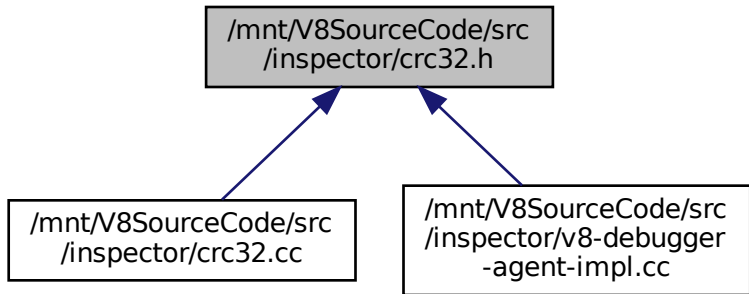 /mnt/V8SourceCode/src
/inspector/crc32.h
/mnt/V8SourceCode/src
/inspector/crc32.cc
/mnt/V8SourceCode/src
/inspector/v8-debugger
-agent-impl.cc